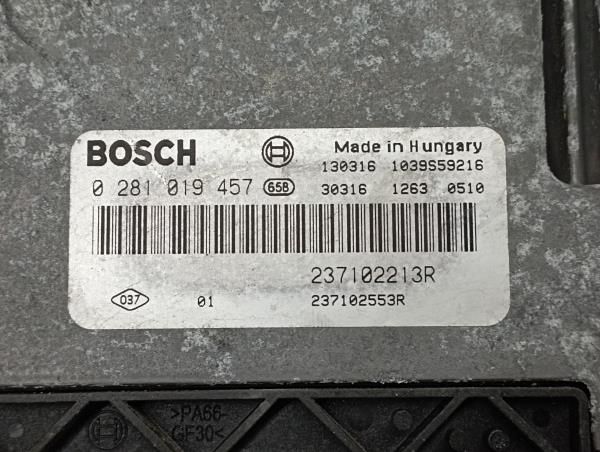 BOSCH Made in Hungary
130316 1039S59216
0 281 019 457 65B 30316 1263 0510
237102213R
037 01 237102553R
>PA66-
GF30<